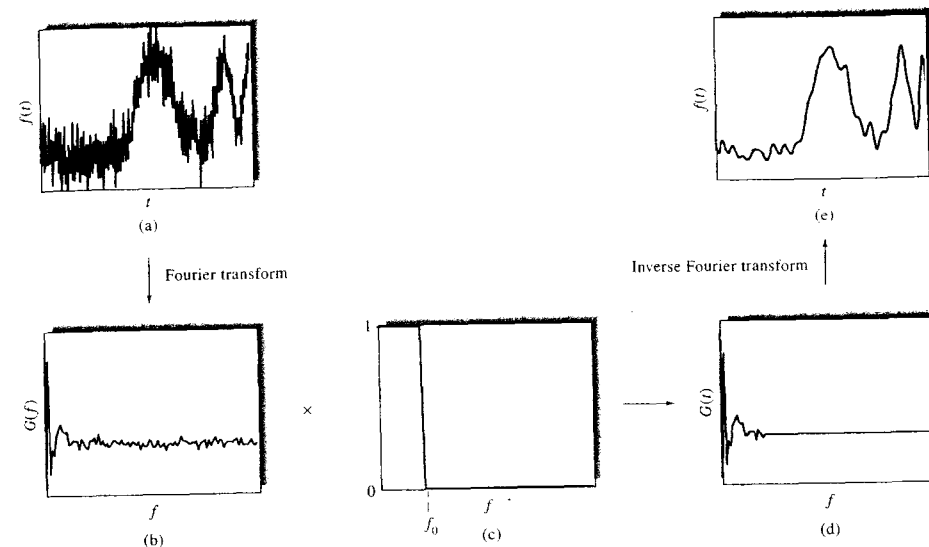 f(t)
t
(a)
Fourier transform
G(f)
f
(b)
×
1
0
f₀
f
(c)
G(t)
f
(d)
Inverse Fourier transform
f(t)
t
(e)